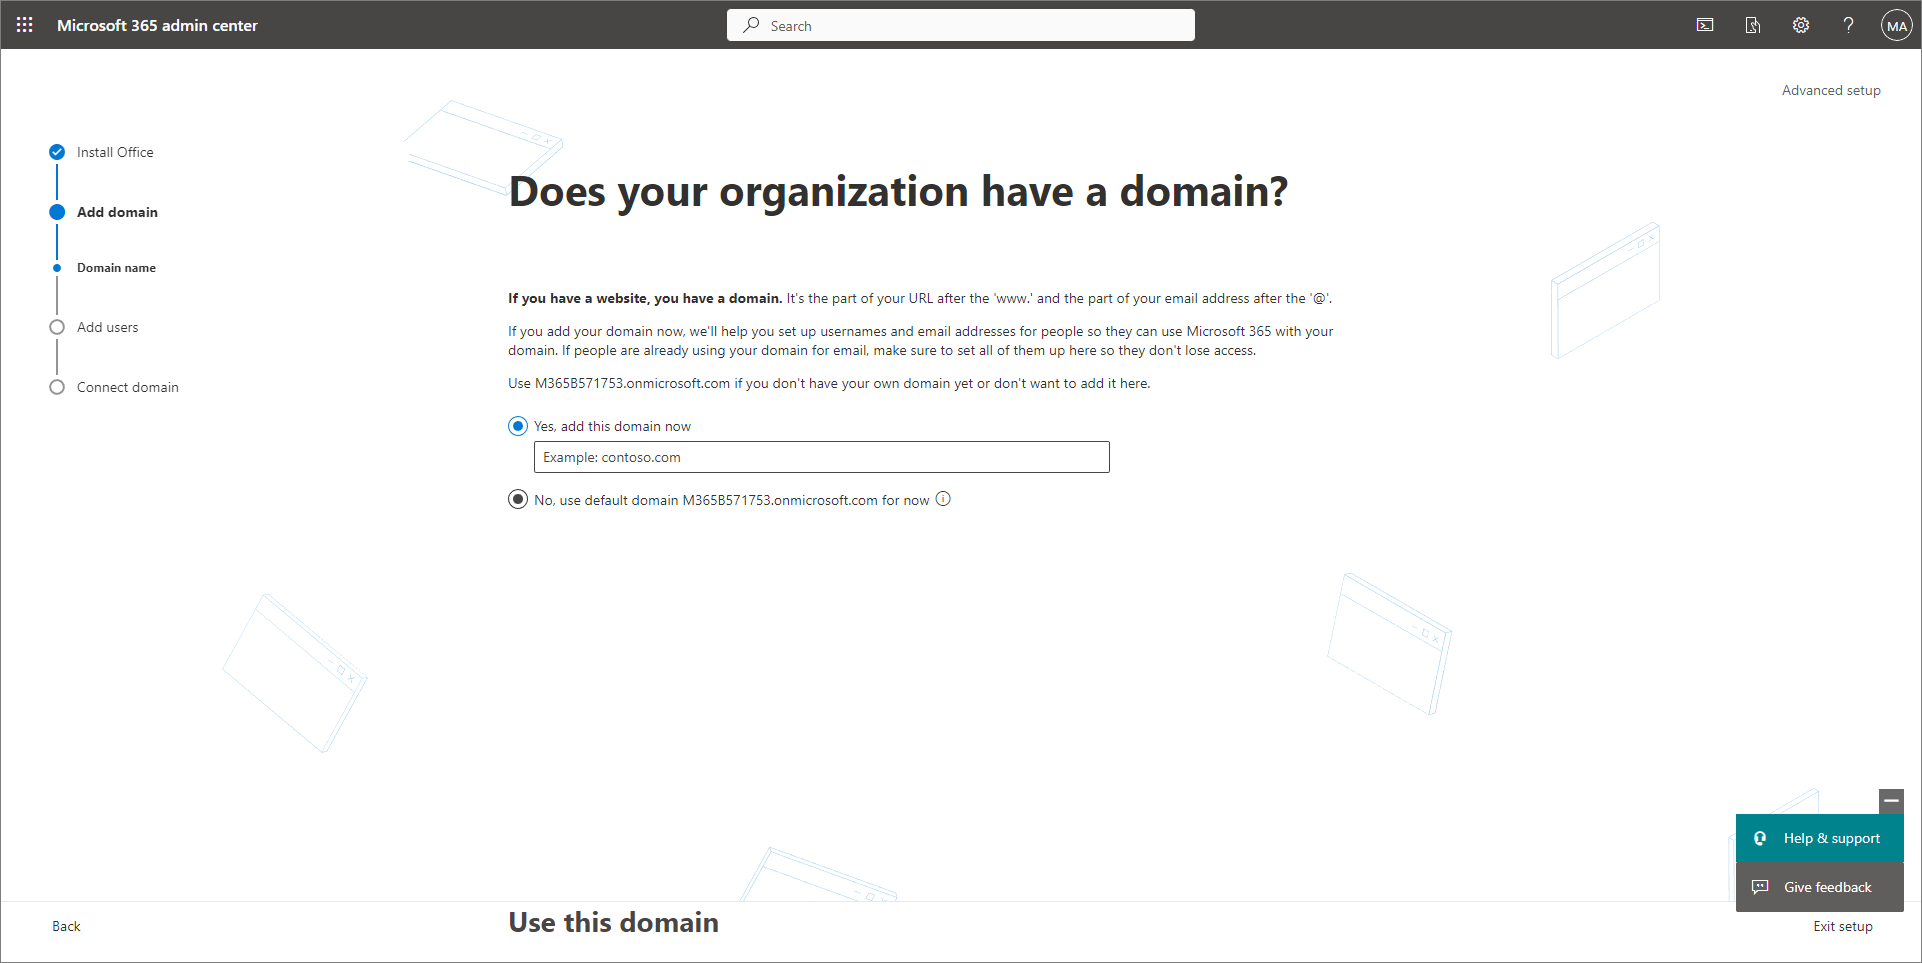 Microsoft 365 admin center
Search
MA
Advanced setup
Install Office
Add domain
Domain name
Add users
Connect domain
Does your organization have a domain?
If you have a website, you have a domain. It's the part of your URL after the 'www.' and the part of your email address after the '@'.
If you add your domain now, we'll help you set up usernames and email addresses for people so they can use Microsoft 365 with your
domain. If people are already using your domain for email, make sure to set all of them up here so they don't lose access.
Use M365B571753.onmicrosoft.com if you don't have your own domain yet or don't want to add it here.
Yes, add this domain now
Example: contoso.com
No, use default domain M365B571753.onmicrosoft.com for now
Help & support
Give feedback
Back
Use this domain
Exit setup